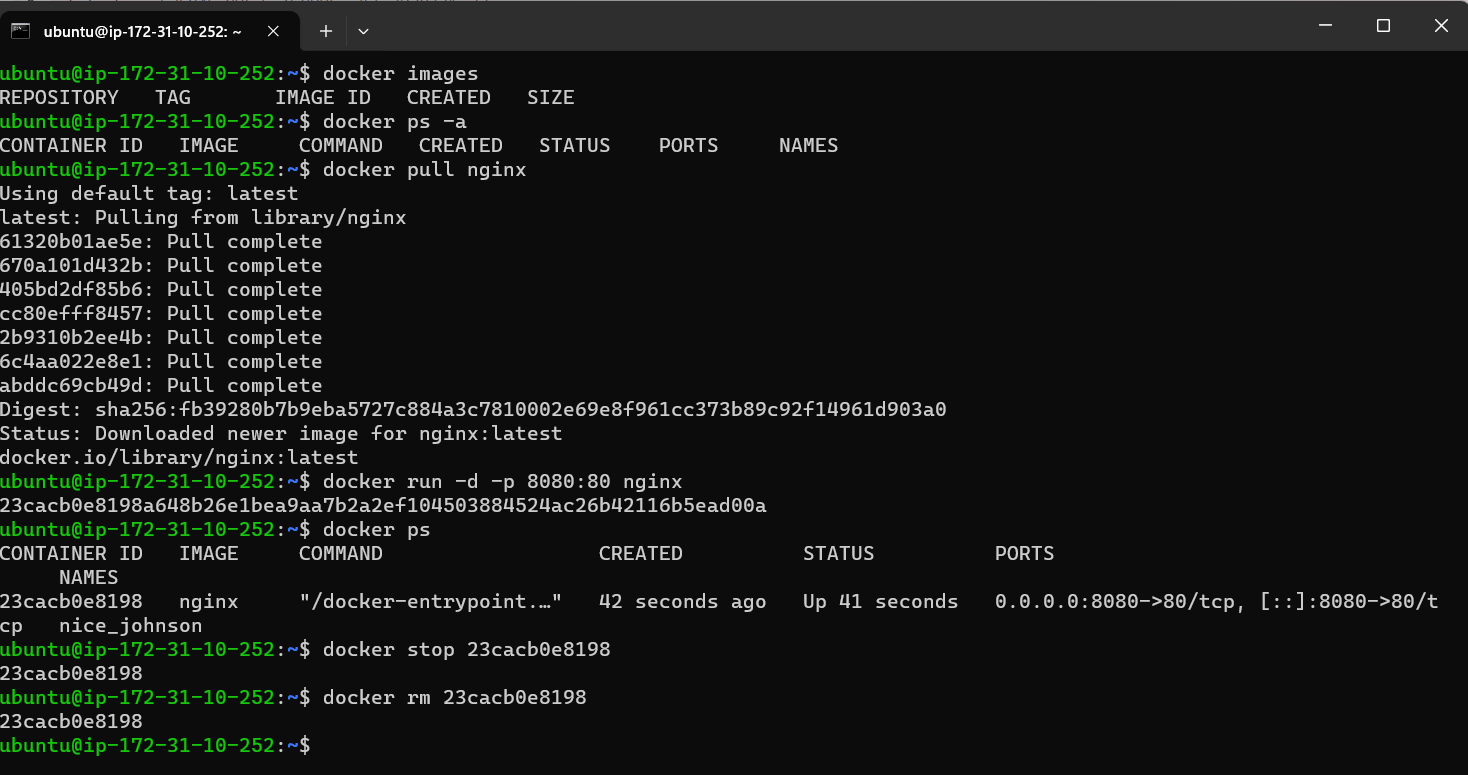 ubuntu@ip-172-31-10-252: ~
ubuntu@ip-172-31-10-252:~$ docker images
REPOSITORY   TAG       IMAGE ID   CREATED   SIZE
ubuntu@ip-172-31-10-252:~$ docker ps -a
CONTAINER ID   IMAGE     COMMAND   CREATED   STATUS    PORTS     NAMES
ubuntu@ip-172-31-10-252:~$ docker pull nginx
Using default tag: latest
latest: Pulling from library/nginx
61320b01ae5e: Pull complete
670a101d432b: Pull complete
405bd2df85b6: Pull complete
cc80efff8457: Pull complete
2b9310b2ee4b: Pull complete
6c4aa022e8e1: Pull complete
abddc69cb49d: Pull complete
Digest: sha256:fb39280b7b9eba5727c884a3c7810002e69e8f961cc373b89c92f14961d903a0
Status: Downloaded newer image for nginx:latest
docker.io/library/nginx:latest
ubuntu@ip-172-31-10-252:~$ docker run -d -p 8080:80 nginx
23cacb0e8198a648b26e1bea9aa7b2a2ef104503884524ac26b42116b5ead00a
ubuntu@ip-172-31-10-252:~$ docker ps
CONTAINER ID   IMAGE     COMMAND                  CREATED          STATUS          PORTS
     NAMES
23cacb0e8198   nginx     "/docker-entrypoint.…"   42 seconds ago   Up 41 seconds   0.0.0.0:8080->80/tcp, [::]:8080->80/t
cp   nice_johnson
ubuntu@ip-172-31-10-252:~$ docker stop 23cacb0e8198
23cacb0e8198
ubuntu@ip-172-31-10-252:~$ docker rm 23cacb0e8198
23cacb0e8198
ubuntu@ip-172-31-10-252:~$